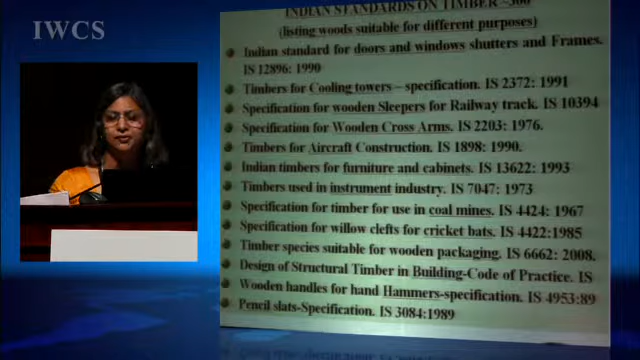 IWCS
INDIAN STANDARDS ON TIMBER ~300
(listing woods suitable for different purposes)
Indian standard for doors and windows shutters and Frames.
IS 12896: 1990
Timbers for Cooling towers – specification. IS 2372: 1991
Specification for wooden Sleepers for Railway track. IS 10394
Specification for Wooden Cross Arms. IS 2203: 1976.
Timbers for Aircraft Construction. IS 1898: 1990.
Indian timbers for furniture and cabinets. IS 13622: 1993
Timbers used in instrument industry. IS 7047: 1973
Specification for timber for use in coal mines. IS 4424: 1967
Specification for willow clefts for cricket bats. IS 4422:1985
Timber species suitable for wooden packaging. IS 6662: 2008.
Design of Structural Timber in Building-Code of Practice. IS
Wooden handles for hand Hammers-specification. IS 4953:89
Pencil slats-Specification. IS 3084:1989